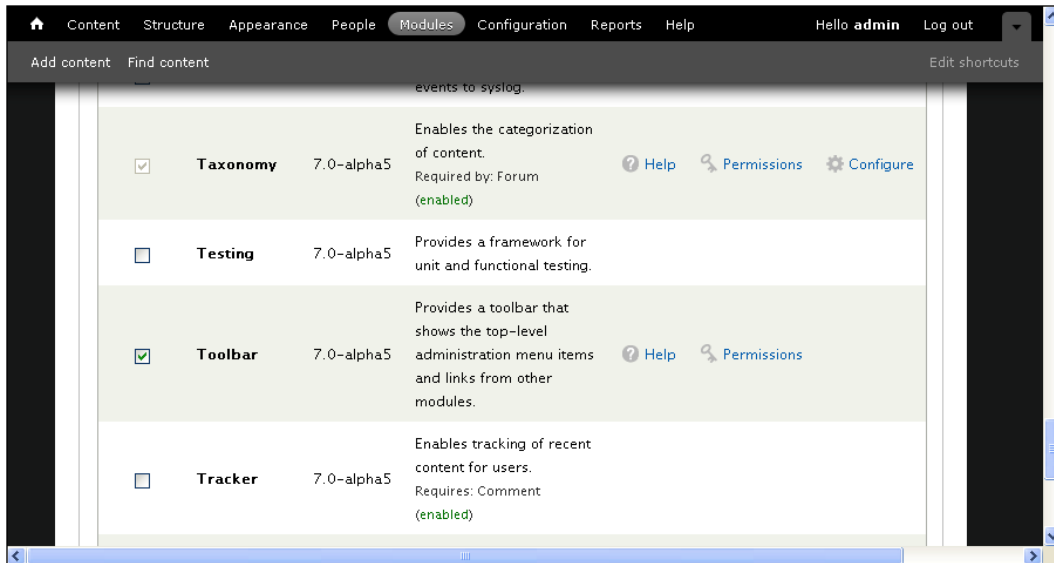 Content Structure Appearance People Modules Configuration Reports Help Hello admin Log out
Add content Find content Edit shortcuts
events to syslog.
Enables the categorization
of content.
Required by: Forum
(enabled)
Taxonomy 7.0-alpha5 Help Permissions Configure
Provides a framework for
unit and functional testing.
Testing 7.0-alpha5
Provides a toolbar that
shows the top-level
administration menu items
and links from other
modules.
Toolbar 7.0-alpha5 Help Permissions
Enables tracking of recent
content for users.
Requires: Comment
(enabled)
Tracker 7.0-alpha5